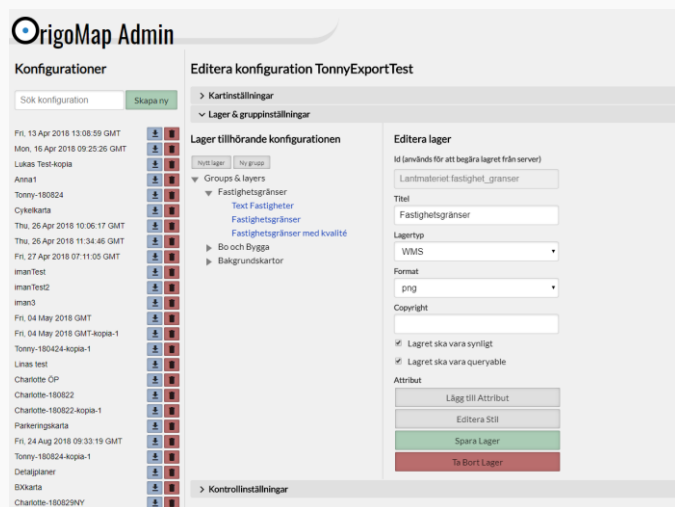 OrigoMap Admin
Konfigurationer
Sök konfiguration
Skapa ny
Fri, 13 Apr 2018 13:08:59 GMT
Mon, 16 Apr 2018 09:25:26 GMT
Lukas Test-kopia
Anna1
Tonny-180824
Cykelkarta
Thu, 26 Apr 2018 10:06:17 GMT
Thu, 26 Apr 2018 11:34:46 GMT
Fri, 27 Apr 2018 07:11:05 GMT
imanTest
imanTest2
iman3
Fri, 04 May 2018 GMT
Fri, 04 May 2018 GMT-kopia-1
Tonny-180424-kopia-1
Linas test
Charlotte ÖP
Charlotte-180822
Charlotte-180822-kopia-1
Parkeringskarta
Fri, 24 Aug 2018 09:33:19 GMT
Tonny-180824-kopia-1
Detaljplaner
BXkarta
Charlotte-180829NY
Editera konfiguration TonnyExportTest
Kartinställningar
Lager & gruppinställningar
Lager tillhörande konfigurationen
Nytt lager
Ny grupp
Groups & layers
Fastighetsgränser
Text Fastigheter
Fastighetsgränser
Fastighetsgränser med kvalité
Bo och Bygga
Bakgrundskartor
Editera lager
Id (används för att begära lagret från server)
Lantmateriet:fastighet_granser
Titel
Fastighetsgränser
Lagertyp
WMS
Format
png
Copyright
Lagret ska vara synligt
Lagret ska vara queryable
Attribut
Lägg till Attribut
Editera Stil
Spara Lager
Ta Bort Lager
Kontrollinställningar